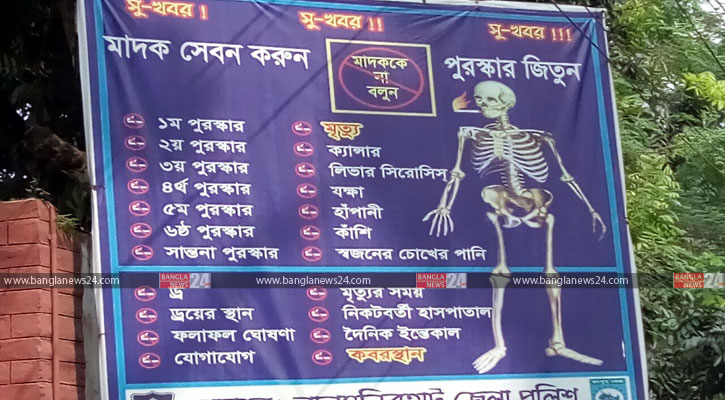 সু-খবর ! সু-খবর !! সু-খবর !!!
মাদক সেবন করুন পুরস্কার জিতুন
মাদককে
না
বলুন
১ম পুরস্কার মৃত্যু
২য় পুরস্কার ক্যান্সার
৩য় পুরস্কার লিভার সিরোসিস্
৪র্থ পুরস্কার যক্ষা
৫ম পুরস্কার হাঁপানী
৬ষ্ঠ পুরস্কার কাঁশি
সান্তনা পুরস্কার স্বজনের চোখের পানি
www.banglanews24.com BANGLA NEWS 24 www.banglanews24.com BANGLA NEWS 24 www.banglanews24.com BANGLA NEWS 24
ড্র মৃত্যুর সময়
ড্রয়ের স্থান নিকটবর্তী হাসপাতাল
ফলাফল ঘোষণা দৈনিক ইন্তেকাল
যোগাযোগ কবরস্থান
জেলা পুলিশ